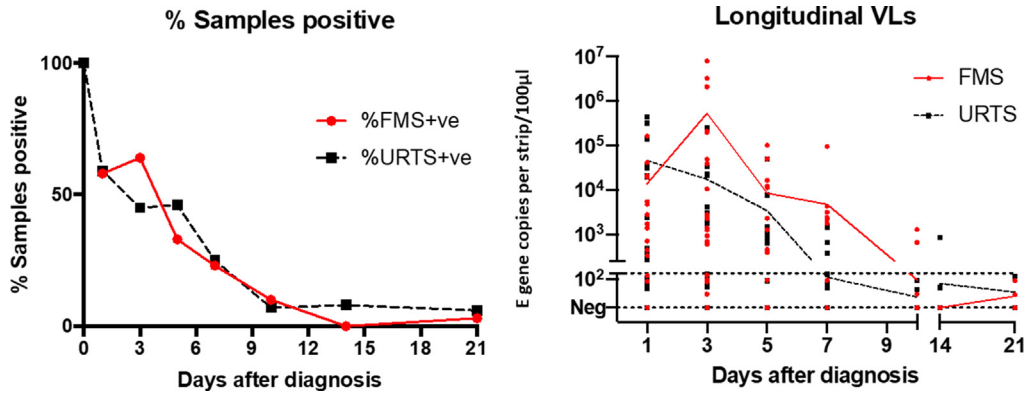 % Samples positive
% Samples positive
100
50
0
0 3 6 9 12 15 18 21
Days after diagnosis
%FMS+ve
%URTS+ve
Longitudinal VLs
E gene copies per strip/100µl
10⁷
10⁶
10⁵
10⁴
10³
10²
Neg
1 3 5 7 9 14 21
Days after diagnosis
FMS
URTS